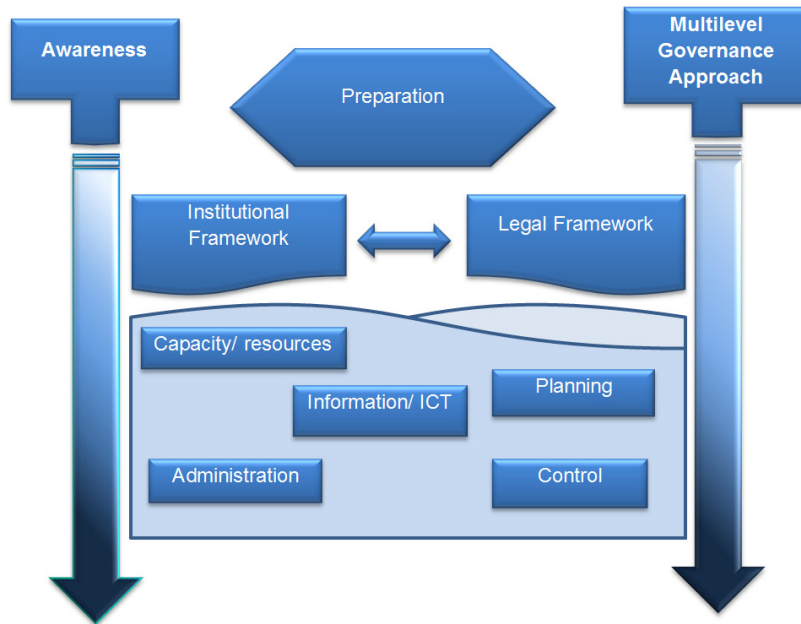 Awareness
Multilevel
Governance
Approach
Preparation
Institutional
Framework
Legal Framework
Capacity/ resources
Information/ ICT
Planning
Administration
Control